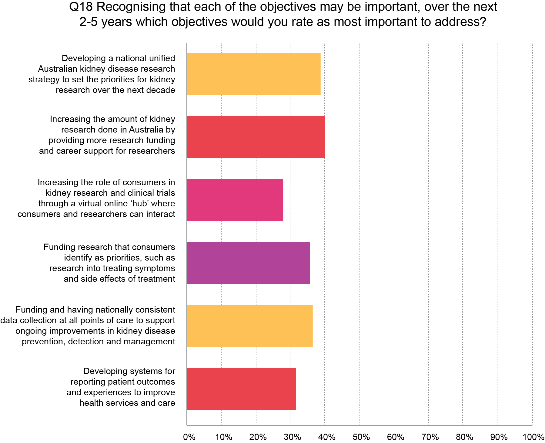 Q18 Recognising that each of the objectives may be important, over the next
2-5 years which objectives would you rate as most important to address?
Developing a national unified
Australian kidney disease research
strategy to set the priorities for kidney
research over the next decade
Increasing the amount of kidney
research done in Australia by
providing more research funding
and career support for researchers
Increasing the role of consumers in
kidney research and clinical trials
through a virtual online 'hub' where
consumers and researchers can interact
Funding research that consumers
identify as priorities, such as
research into treating symptoms
and side effects of treatment
Funding and having nationally consistent
data collection at all points of care to support
ongoing improvements in kidney disease
prevention, detection and management
Developing systems for
reporting patient outcomes
and experiences to improve
health services and care
0% 10% 20% 30% 40% 50% 60% 70% 80% 90% 100%